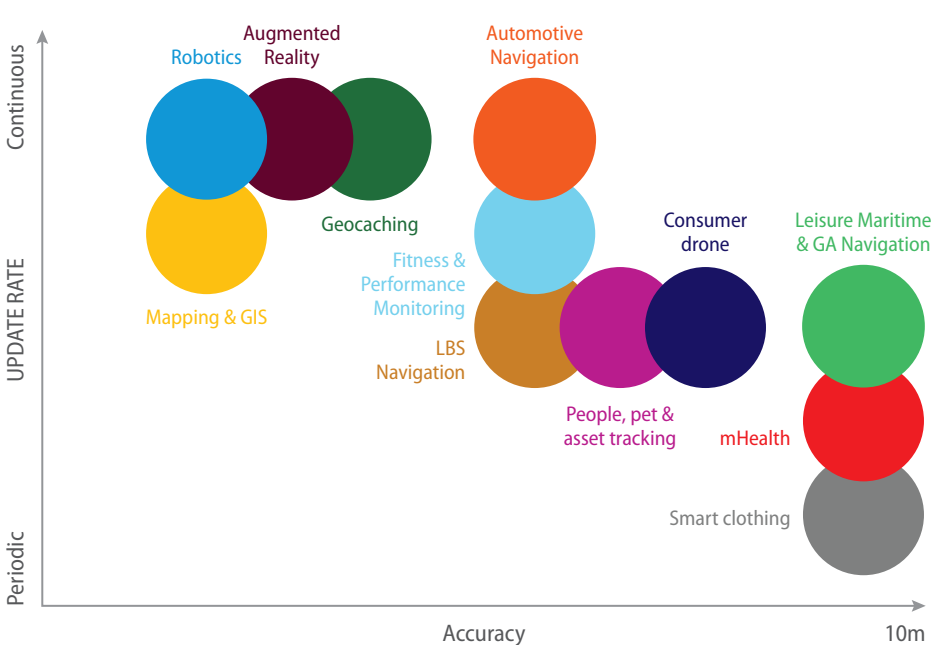 Augmented
Reality
Robotics
Automotive
Navigation
Continuous
Geocaching
Consumer
drone
Leisure Maritime
& GA Navigation
Fitness &
Performance
Monitoring
UPDATE RATE
Mapping & GIS
LBS
Navigation
People, pet &
asset tracking
mHealth
Smart clothing
Periodic
Accuracy
10m